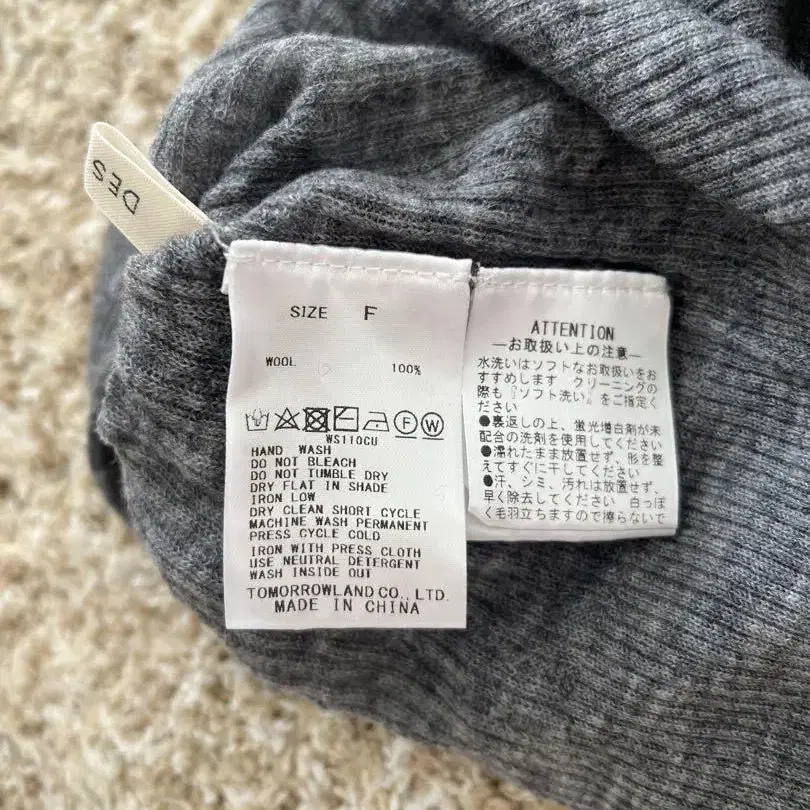 DES
SIZE F
WOOL 100%
F W
WS110CU
HAND WASH
DO NOT BLEACH
DO NOT TUMBLE DRY
DRY FLAT IN SHADE
IRON LOW
DRY CLEAN SHORT CYCLE
MACHINE WASH PERMANENT
PRESS CYCLE COLD
IRON WITH PRESS CLOTH
USE NEUTRAL DETERGENT
WASH INSIDE OUT
TOMORROWLAND CO., LTD.
MADE IN CHINA
ATTENTION
—お取扱い上の注意—
水洗いはソフトなお取扱いをお
すすめします クリーニングの
際も『ソフト洗い』をご指定く
ださい
●裏返しの上、蛍光増白剤が未
配合の洗剤を使用してください
●濡れたまま放置せず、形を整
えてすぐに干してください
●汗、シミ、汚れは放置せず、
早く除去してください 白っぽ
く毛羽立ちますので擦らないで